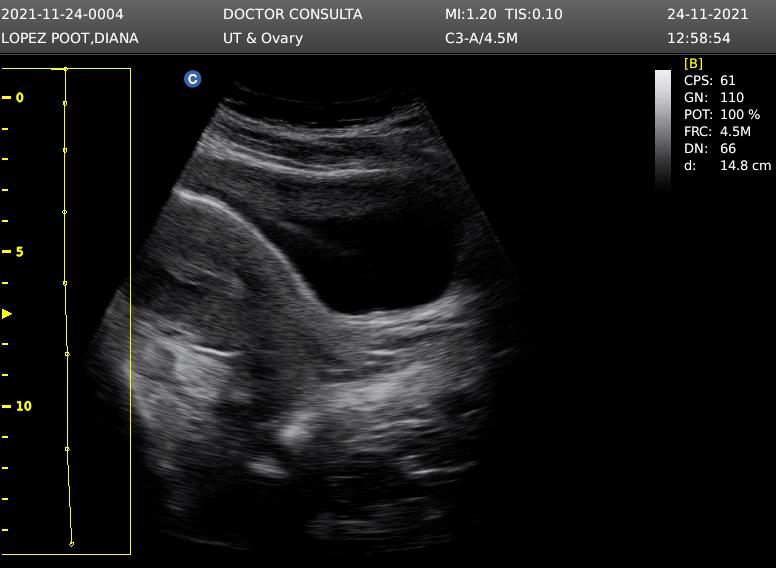 2021-11-24-0004 DOCTOR CONSULTA MI:1.20 TIS:0.10 24-11-2021
LOPEZ POOT,DIANA UT & Ovary C3-A/4.5M 12:58:54
C
[B]
CPS: 61
GN: 110
POT: 100 %
FRC: 4.5M
DN: 66
d: 14.8 cm
0
5
10